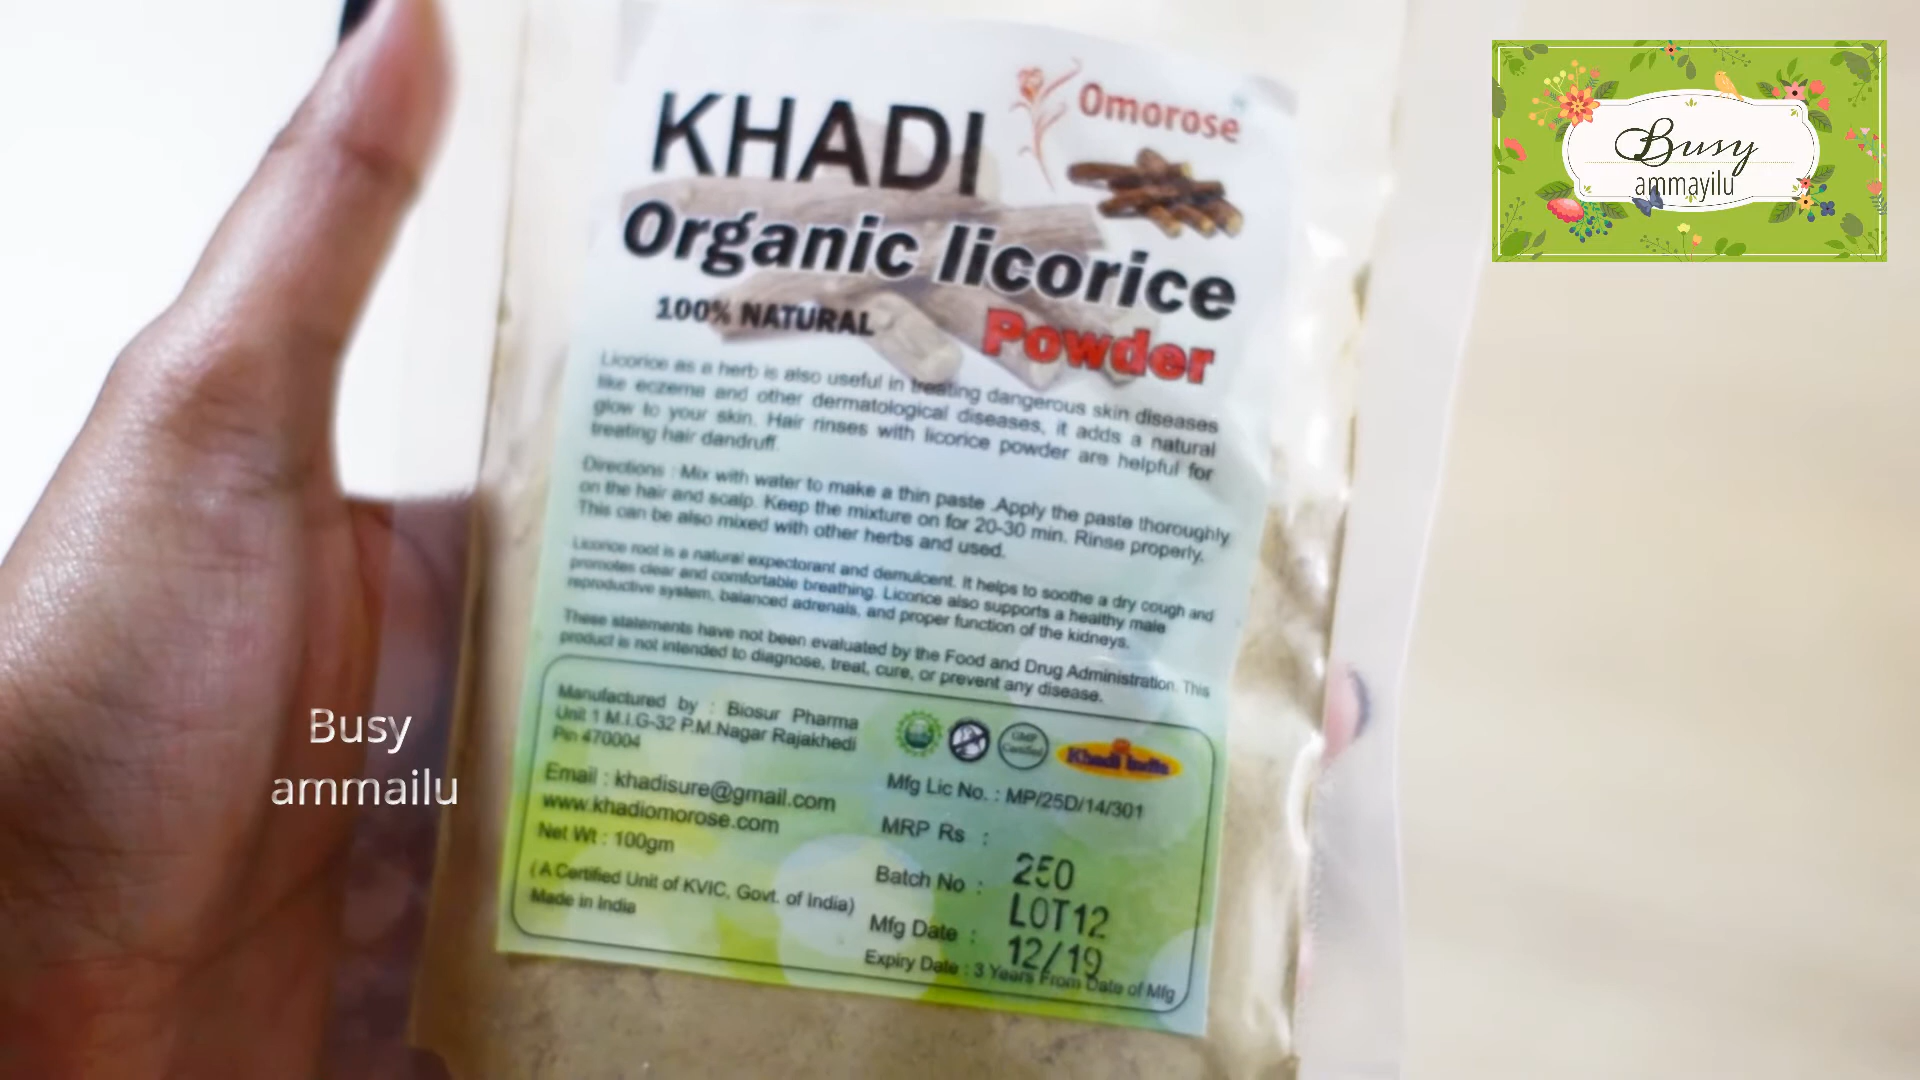 KHADI
Omorose
Organic licorice
100% NATURAL
Powder
Licorice as a herb is also useful in treating dangerous skin diseases
like eczema and other dermatological diseases, it adds a natural
glow to your skin. Hair rinses with licorice powder are helpful for
treating hair dandruff.
Directions : Mix with water to make a thin paste .Apply the paste thoroughly
on the hair and scalp. Keep the mixture on for 20-30 min. Rinse properly.
This can be also mixed with other herbs and used.
Licorice root is a natural expectorant and demulcent. It helps to soothe a dry cough and
promotes clear and comfortable breathing. Licorice also supports a healthy male
reproductive system, balanced adrenals, and proper function of the kidneys.
These statements have not been evaluated by the Food and Drug Administration. This
product is not intended to diagnose, treat, cure, or prevent any disease.
Manufactured by : Biosur Pharma
Unit 1 M.I.G-32 P.M.Nagar Rajakhedi
Pin 470004
Email : khadisure@gmail.com
www.khadiomorose.com
Net Wt : 100gm
( A Certified Unit of KVIC, Govt. of India)
Made in India
GMP
Certified
Khadi India
Mfg Lic No. : MP/25D/14/301
MRP Rs :
250
Batch No :
LOT12
Mfg Date :
12/19
Expiry Date : 3 Years From Date of Mfg
Busy
ammayilu
Busy
ammailu